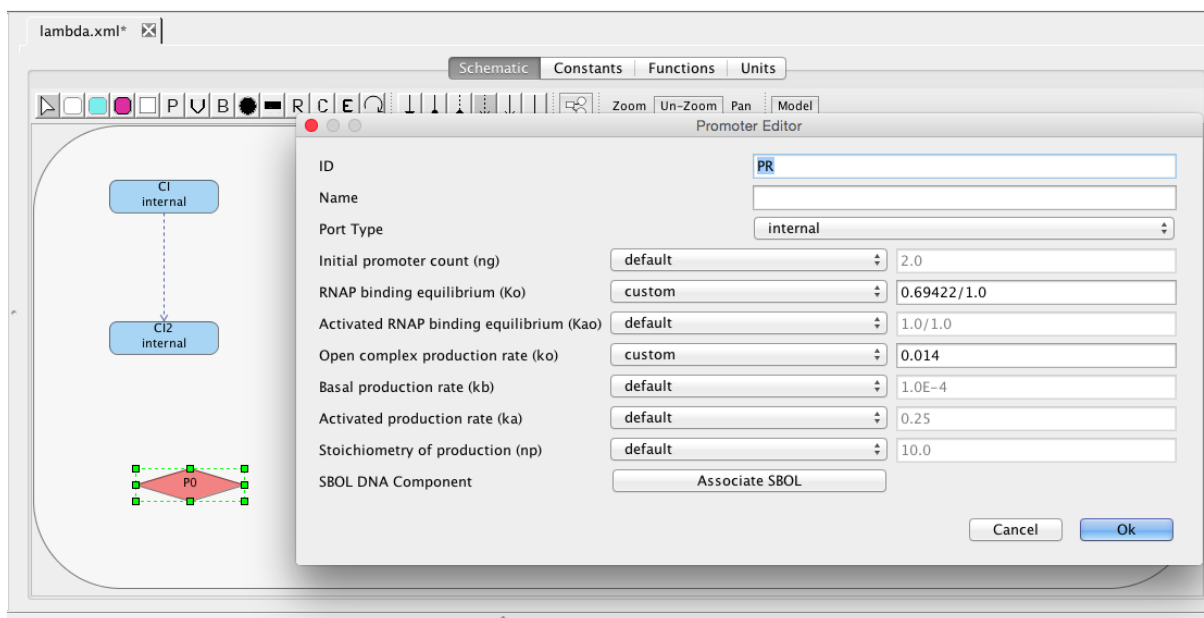 lambda.xml*
Schematic Constants Functions Units
P V B R C E Zoom Un-Zoom Pan Model
Promoter Editor
CI
internal
CI2
internal
P0
ID PR
Name
Port Type internal
Initial promoter count (ng) default 2.0
RNAP binding equilibrium (Ko) custom 0.69422/1.0
Activated RNAP binding equilibrium (Kao) default 1.0/1.0
Open complex production rate (ko) custom 0.014
Basal production rate (kb) default 1.0E-4
Activated production rate (ka) default 0.25
Stoichiometry of production (np) default 10.0
SBOL DNA Component Associate SBOL
Cancel Ok